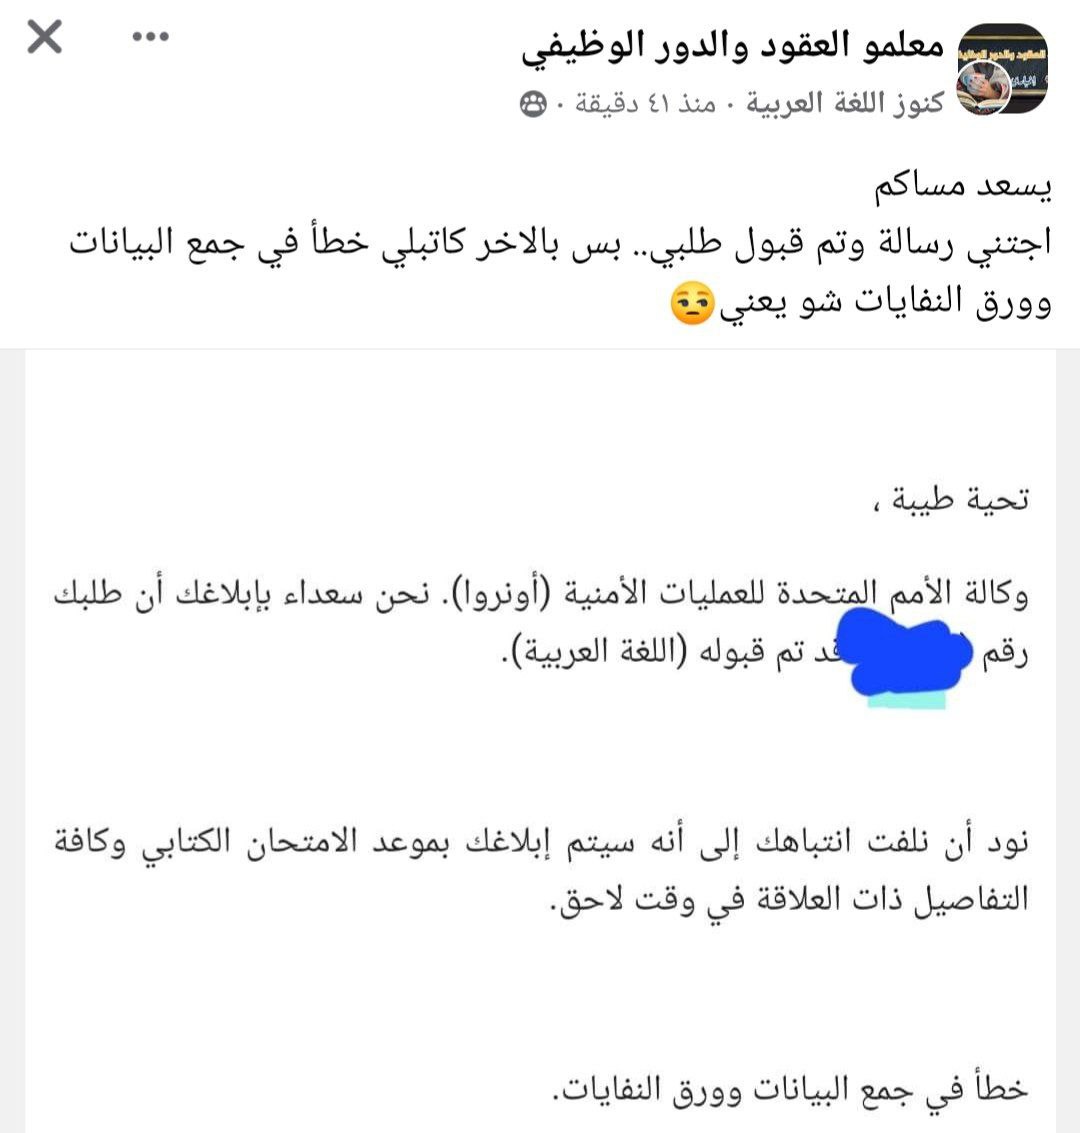 معلمو العقود والدور الوظيفي
كنوز اللغة العربية · منذ ٤١ دقيقة ·
يسعد مساكم
اجتني رسالة وتم قبول طلبي.. بس بالاخر كاتبلي خطأ في جمع البيانات
وورق النفايات شو يعني😒
تحية طيبة ،
وكالة الأمم المتحدة للعمليات الأمنية (أونروا). نحن سعداء بإبلاغك أن طلبك
رقم قد تم قبوله (اللغة العربية).
نود أن نلفت انتباهك إلى أنه سيتم إبلاغك بموعد الامتحان الكتابي وكافة
التفاصيل ذات العلاقة في وقت لاحق.
خطأ في جمع البيانات وورق النفايات.